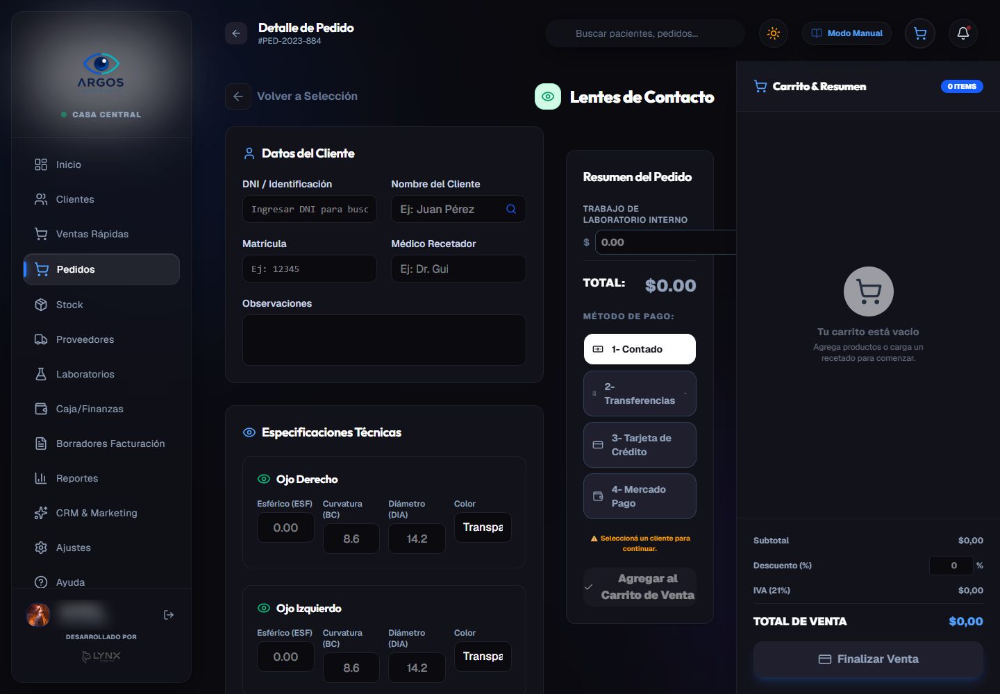 ARGOS
CASA CENTRAL
Inicio
Clientes
Ventas Rápidas
Pedidos
Stock
Proveedores
Laboratorios
Caja/Finanzas
Borradores Facturación
Reportes
CRM & Marketing
Ajustes
Ayuda
DESARROLLADO POR
LYNX
Detalle de Pedido
#PED-2023-884
Buscar pacientes, pedidos...
Modo Manual
Volver a Selección
Lentes de Contacto
Datos del Cliente
DNI / Identificación
Nombre del Cliente
Ingresar DNI para busc
Ej: Juan Pérez
Matrícula
Médico Recetador
Ej: 12345
Ej: Dr. Gui
Observaciones
Especificaciones Técnicas
Ojo Derecho
Esférico (ESF)
Curvatura (BC)
Diámetro (DIA)
Color
0.00
8.6
14.2
Transpa
Ojo Izquierdo
Esférico (ESF)
Curvatura (BC)
Diámetro (DIA)
Color
0.00
8.6
14.2
Transpa
Resumen del Pedido
TRABAJO DE
LABORATORIO INTERNO
$ 0.00
TOTAL: $0.00
MÉTODO DE PAGO:
1- Contado
2-
Transferencias
3- Tarjeta de
Crédito
4- Mercado
Pago
Seleccioná un cliente para
continuar.
Agregar al
Carrito de Venta
Carrito & Resumen
0 ITEMS
Tu carrito está vacío
Agrega productos o carga un
recetado para comenzar.
Subtotal $0,00
Descuento (%) 0 %
IVA (21%) $0,00
TOTAL DE VENTA $0,00
Finalizar Venta